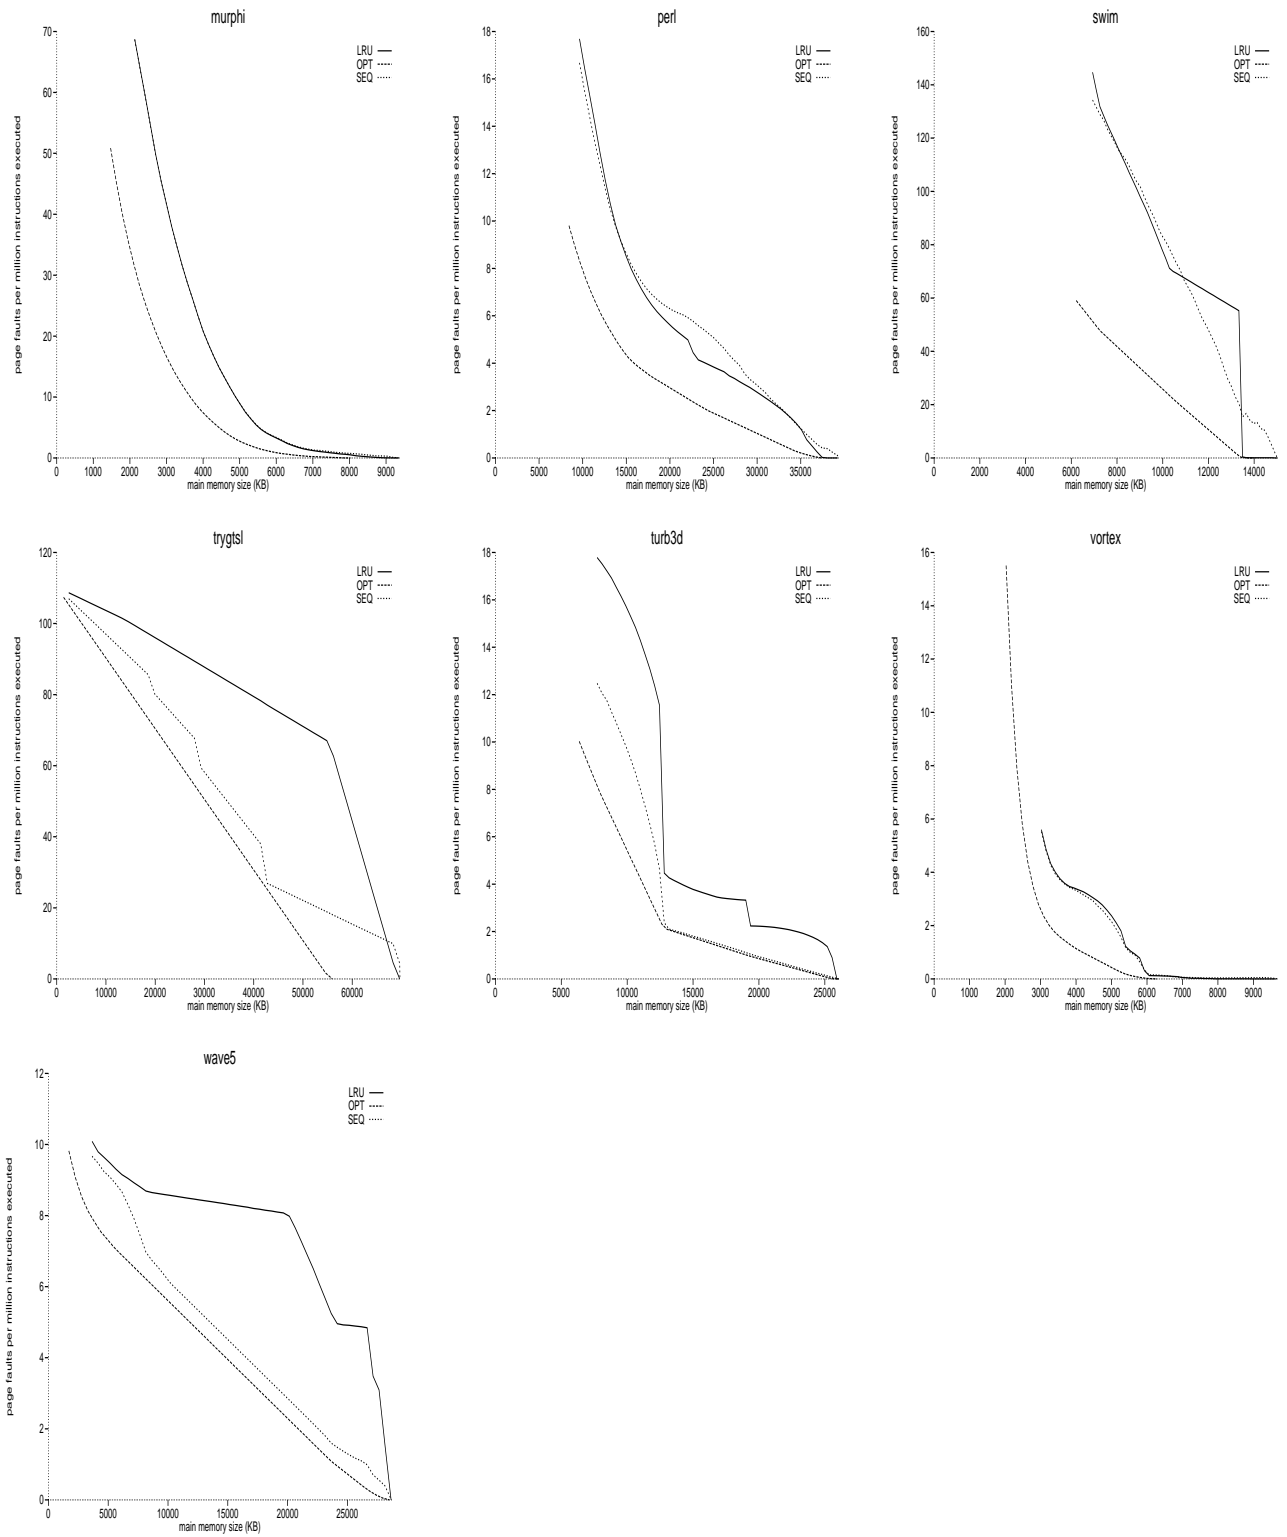 murphi
page faults per million instructions executed
70
60
50
40
30
20
10
0
LRU
OPT
SEQ
0 1000 2000 3000 4000 5000 6000 7000 8000 9000
main memory size (KB)
perl
page faults per million instructions executed
18
16
14
12
10
8
6
4
2
0
LRU
OPT
SEQ
0 5000 10000 15000 20000 25000 30000 35000
main memory size (KB)
swim
page faults per million instructions executed
160
140
120
100
80
60
40
20
0
LRU
OPT
SEQ
0 2000 4000 6000 8000 10000 12000 14000
main memory size (KB)
trygtsl
page faults per million instructions executed
120
100
80
60
40
20
0
LRU
OPT
SEQ
0 10000 20000 30000 40000 50000 60000
main memory size (KB)
turb3d
page faults per million instructions executed
18
16
14
12
10
8
6
4
2
0
LRU
OPT
SEQ
0 5000 10000 15000 20000 25000
main memory size (KB)
vortex
page faults per million instructions executed
16
14
12
10
8
6
4
2
0
LRU
OPT
SEQ
0 1000 2000 3000 4000 5000 6000 7000 8000 9000
main memory size (KB)
wave5
page faults per million instructions executed
12
10
8
6
4
2
0
LRU
OPT
SEQ
0 5000 10000 15000 20000 25000
main memory size (KB)